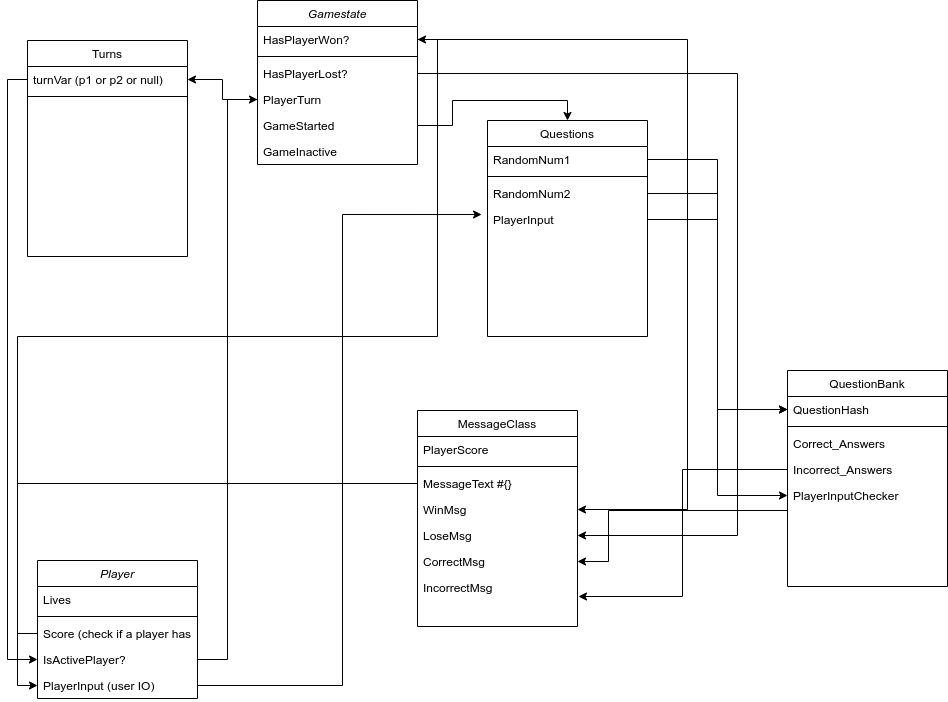 Gamestate
HasPlayerWon?
HasPlayerLost?
PlayerTurn
GameStarted
GameInactive
Turns
turnVar (p1 or p2 or null)
Questions
RandomNum1
RandomNum2
PlayerInput
QuestionBank
QuestionHash
Correct_Answers
Incorrect_Answers
PlayerInputChecker
MessageClass
PlayerScore
MessageText #{}
WinMsg
LoseMsg
CorrectMsg
IncorrectMsg
Player
Lives
Score (check if a player has
IsActivePlayer?
PlayerInput (user IO)